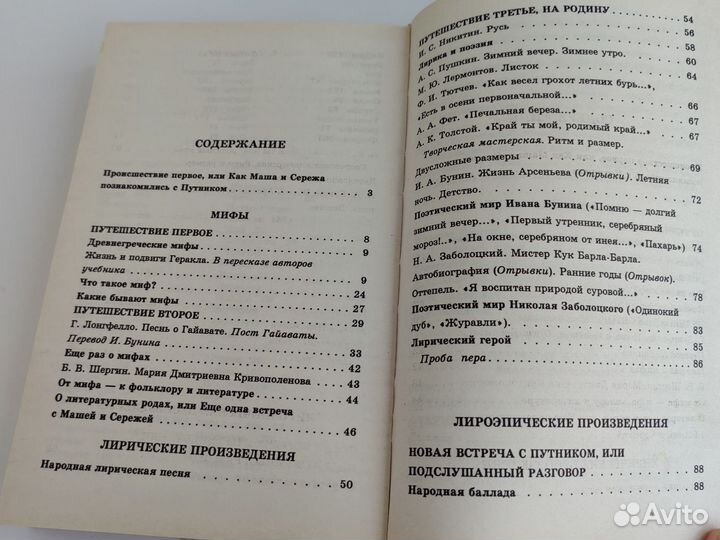 СОДЕРЖАНИЕ
Происшествие первое, или Как Маша и Сережа
познакомились с Путником . . . . . . . . 3
МИФЫ
ПУТЕШЕСТВИЕ ПЕРВОЕ . . . . . . . . 8
Древнегреческие мифы . . . . . . . . 9
Жизнь и подвиги Геракла. В пересказе авторов
учебника . . . . . . . . 9
Что такое миф? . . . . . . . . 24
Какие бывают мифы . . . . . . . . 27
ПУТЕШЕСТВИЕ ВТОРОЕ . . . . . . . . 29
Г. Лонгфелло. Песнь о Гайавате. Пост Гайаваты.
Перевод И. Бунина . . . . . . . . 33
Еще раз о мифах . . . . . . . . 42
Б. В. Шергин. Мария Дмитриевна Кривополенова . 43
От мифа — к фольклору и литературе . . . . 44
О литературных родах, или Еще одна встреча
с Машей и Сережей . . . . . . . . 46
ЛИРИЧЕСКИЕ ПРОИЗВЕДЕНИЯ
Народная лирическая песня . . . . . . . . 50
ПУТЕШЕСТВИЕ ТРЕТЬЕ, НА РОДИНУ . . . . 54
И. С. Никитин. Русь . . . . . . . . 56
Лирика и поэзия . . . . . . . . 58
А. С. Пушкин. Зимний вечер. Зимнее утро. . . . 60
М. Ю. Лермонтов. Листок . . . . . . . . 64
Ф. И. Тютчев. «Как весел грохот летних бурь...»,
«Есть в осени первоначальной...» . . . . 66
А. А. Фет. «Печальная береза...» . . . . 67
А. К. Толстой. «Край ты мой, родимый край...» . . 67
Творческая мастерская. Ритм и размер.
Двусложные размеры . . . . . . . . 69
И. А. Бунин. Жизнь Арсеньева (Отрывки). Летняя
ночь. Детство. . . . . . . . . 72
Поэтический мир Ивана Бунина («Помню — долгий
зимний вечер...», «Первый утренник, серебряный
мороз!..», «На окне, серебряном от инея...», «Пахарь») 74
Н. А. Заболоцкий. Мистер Кук Барла-Барла.
Автобиография (Отрывки). Ранние годы (Отрывок).
Оттепель. «Я воспитан природой суровой...» . . . 78
Поэтический мир Николая Заболоцкого («Одинокий
дуб», «Журавли»). . . . . . . . . 83
Лирический герой . . . . . . . . 85
Проба пера . . . . . . . . 86
ЛИРОЭПИЧЕСКИЕ ПРОИЗВЕДЕНИЯ
НОВАЯ ВСТРЕЧА С ПУТНИКОМ, ИЛИ
ПОДСЛУШАННЫЙ РАЗГОВОР . . . . . . . . 88
Народная баллада . . . . . . . . 88
Avito